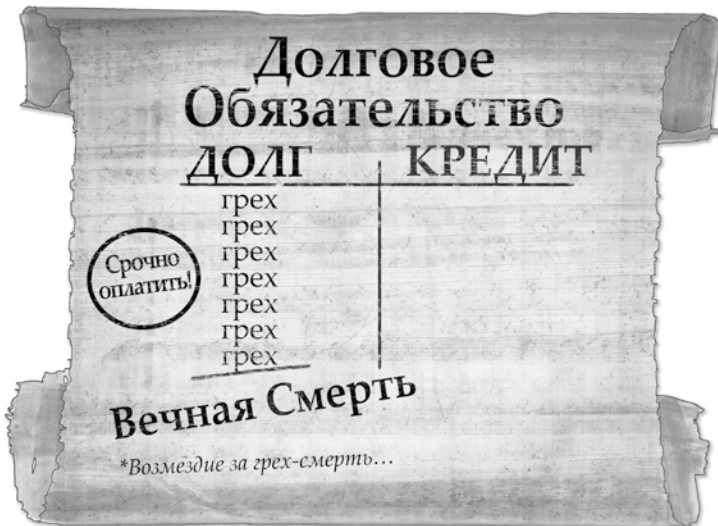 Долговое
Обязательство
ДОЛГ КРЕДИТ
грех
грех
грех
грех
грех
грех
грех
Срочно
оплатить!
Вечная Смерть
*Возмездие за грех-смерть...